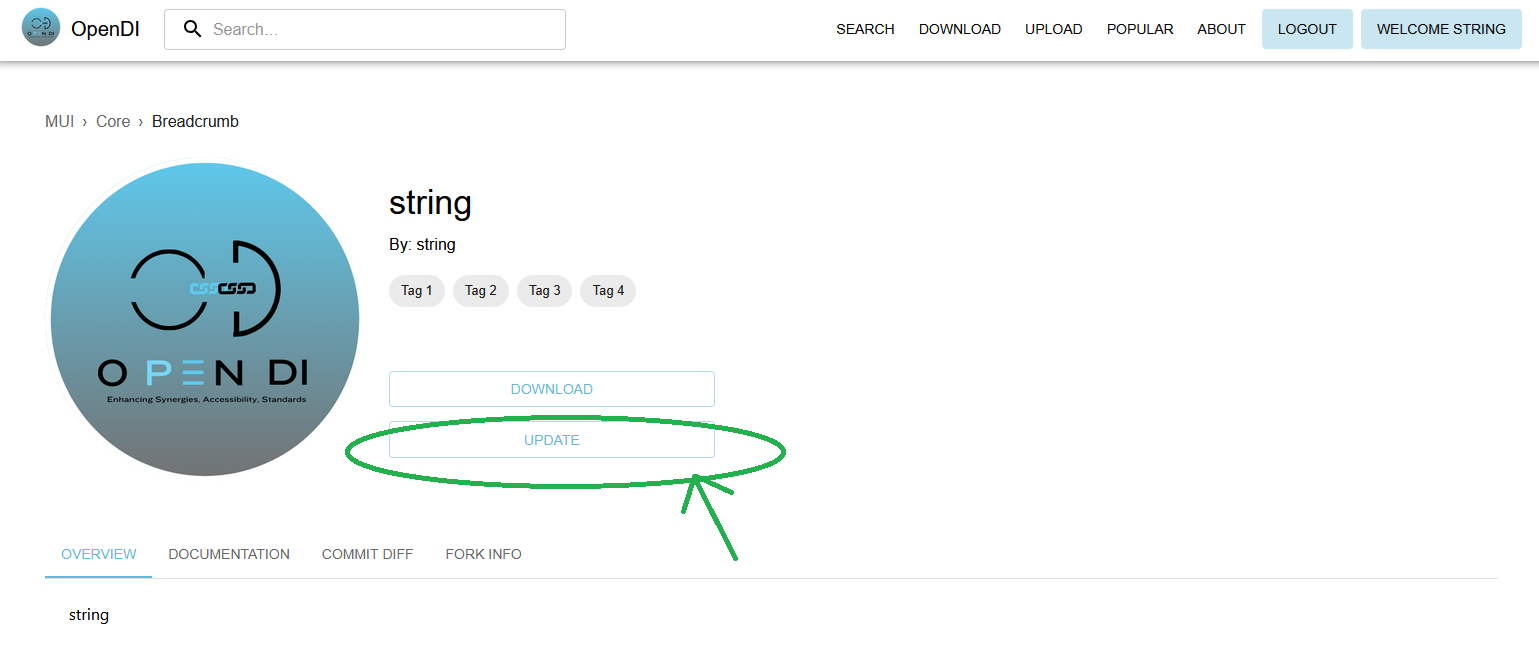 OpenDI Search... SEARCH DOWNLOAD UPLOAD POPULAR ABOUT LOGOUT WELCOME STRING
MUI › Core › Breadcrumb
string
By: string
Tag 1 Tag 2 Tag 3 Tag 4
CSSCSSD
OPEN DI
Enhancing Synergies, Accessibility, Standards
DOWNLOAD
UPDATE
OVERVIEW DOCUMENTATION COMMIT DIFF FORK INFO
string